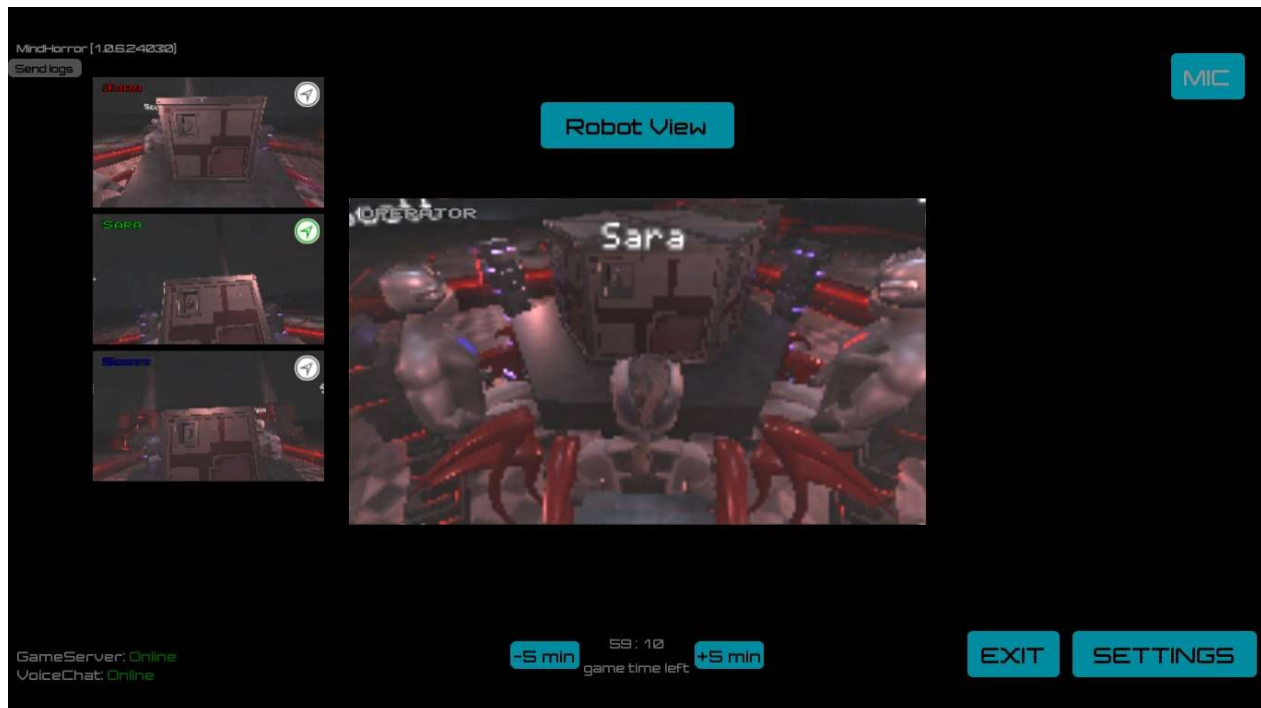 MindHorror [1.0.6.24030]
Send logs
MIC
Robot View
SARA
OPERATOR
Sara
59 : 10
-5 min
+5 min
game time left
GameServer: Online
VoiceChat: Online
EXIT
SETTINGS